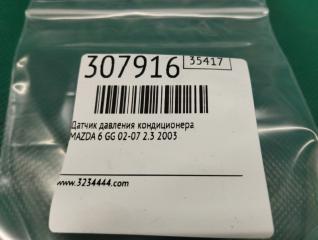 307916 35417
Датчик давления кондиционера
MAZDA 6 GG 02-07 2.3 2003
www.3234444.com